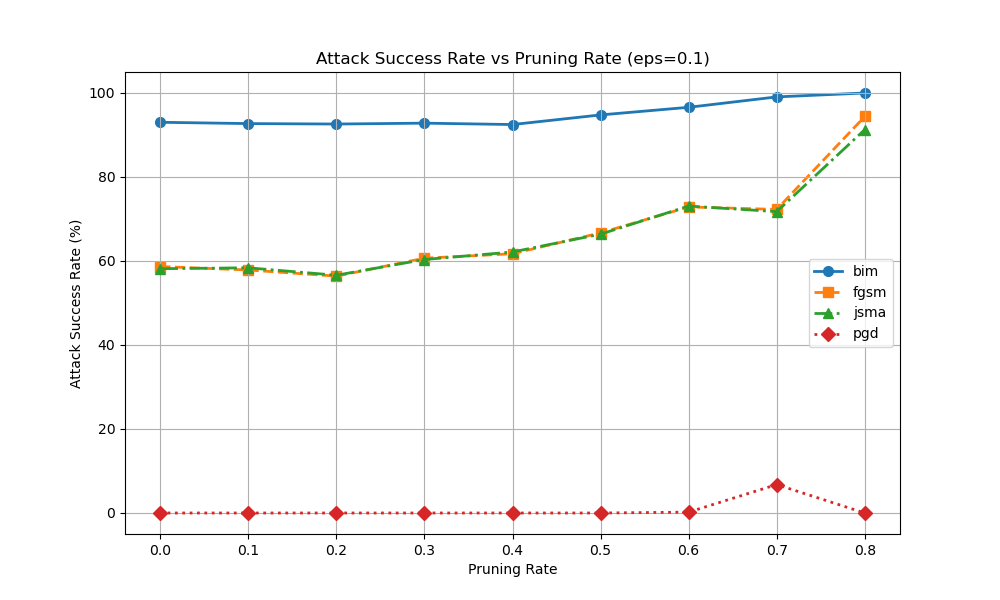 Attack Success Rate vs Pruning Rate (eps=0.1)
Attack Success Rate (%)
100
80
60
40
20
0
bim
fgsm
jsma
pgd
0.0 0.1 0.2 0.3 0.4 0.5 0.6 0.7 0.8
Pruning Rate